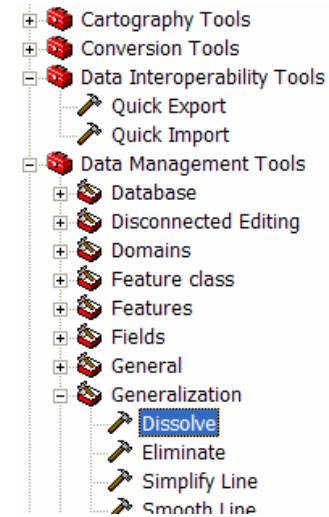 Cartography Tools
Conversion Tools
Data Interoperability Tools
Quick Export
Quick Import
Data Management Tools
Database
Disconnected Editing
Domains
Feature class
Features
Fields
General
Generalization
Dissolve
Eliminate
Simplify Line
Smooth Line